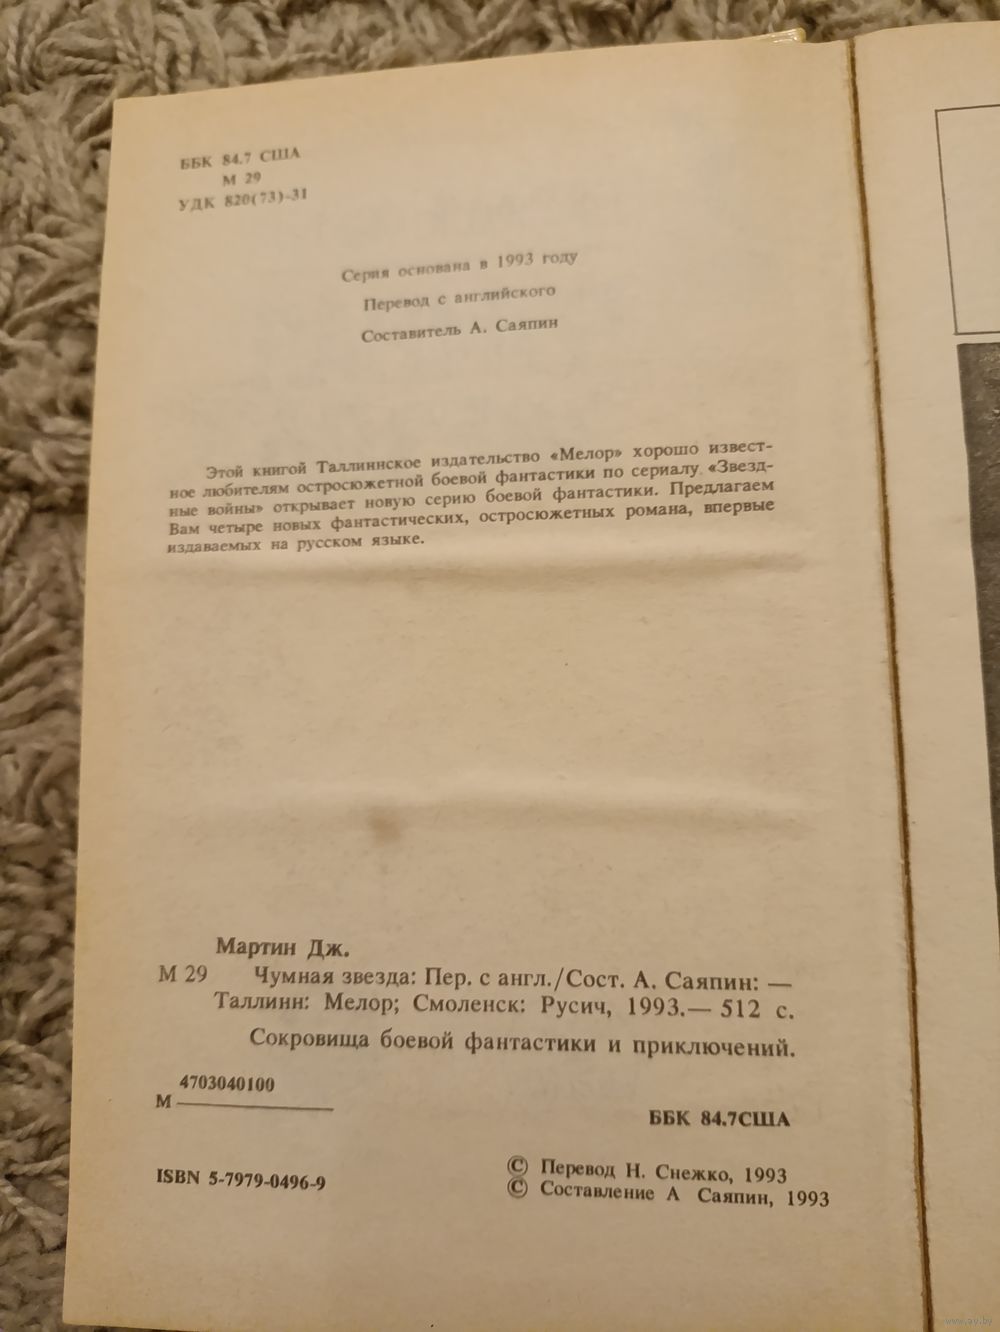 ББК 84.7 США
М 29
УДК 820(73)-31
Серия основана в 1993 году
Перевод с английского
Составитель А. Саяпин
Этой книгой Таллиннское издательство «Мелор» хорошо извест-
ное любителям остросюжетной боевой фантастики по сериалу «Звезд-
ные войны» открывает новую серию боевой фантастики. Предлагаем
Вам четыре новых фантастических, остросюжетных романа, впервые
издаваемых на русском языке.
Мартин Дж.
М 29 Чумная звезда: Пер. с англ./Сост. А. Саяпин: —
Таллинн: Мелор; Смоленск: Русич, 1993.— 512 с.
Сокровища боевой фантастики и приключений.
4703040100
М
ББК 84.7США
ISBN 5-7979-0496-9
© Перевод Н. Снежко, 1993
© Составление А Саяпин, 1993
www.ay.by